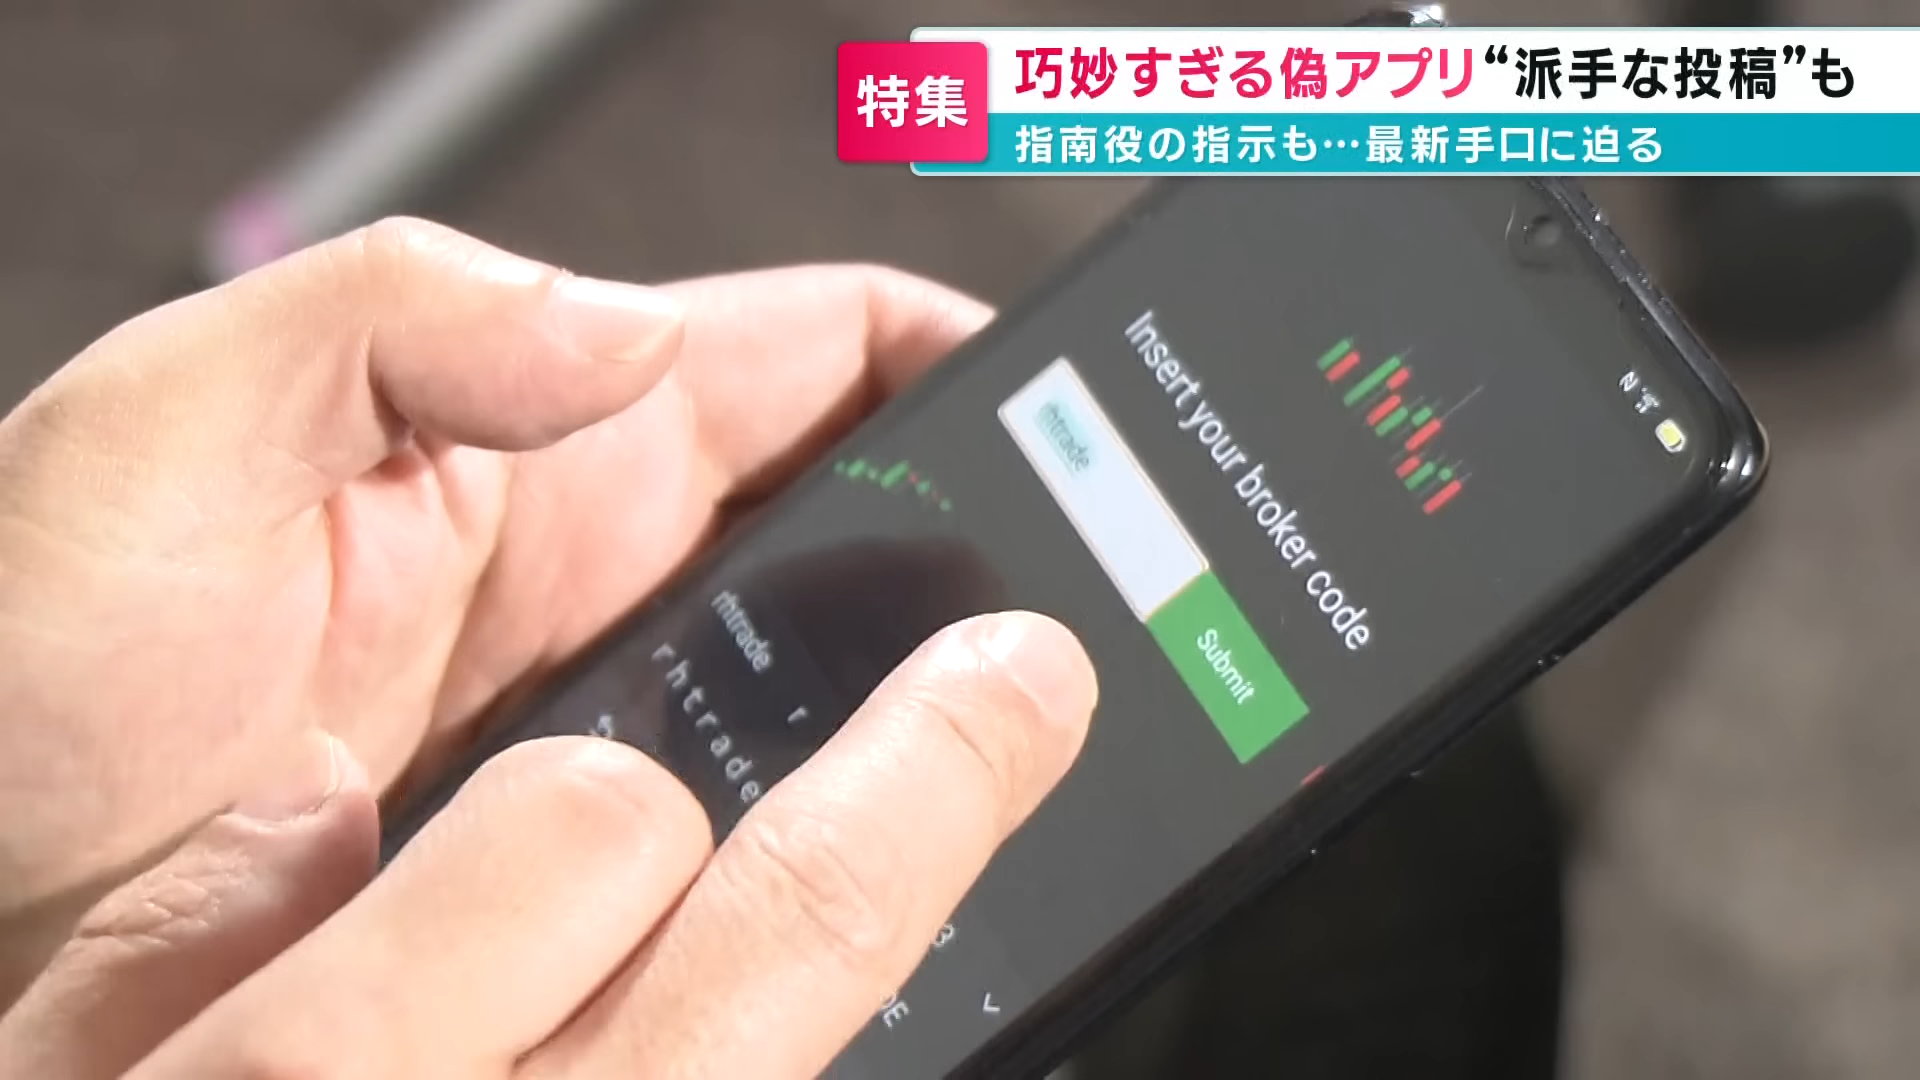 特集
巧妙すぎる偽アプリ“派手な投稿”も
指南役の指示も…最新手口に迫る
Insert your broker code
rhtrade
Submit
rhtrade
r
rhtrade